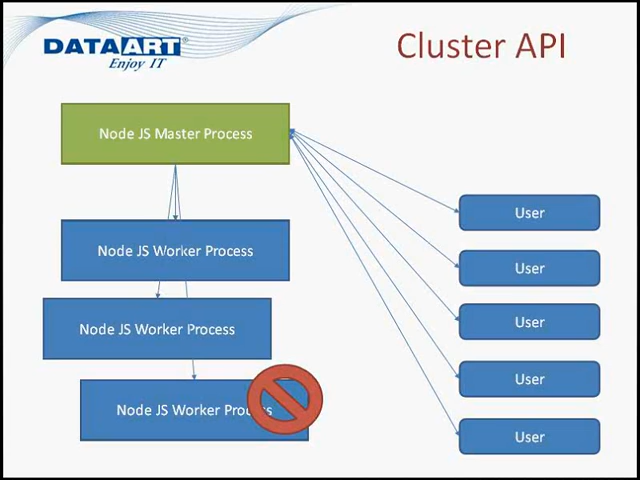 DATAART®
Enjoy IT
Cluster API
Node JS Master Process
Node JS Worker Process
Node JS Worker Process
Node JS Worker Process
User
User
User
User
User